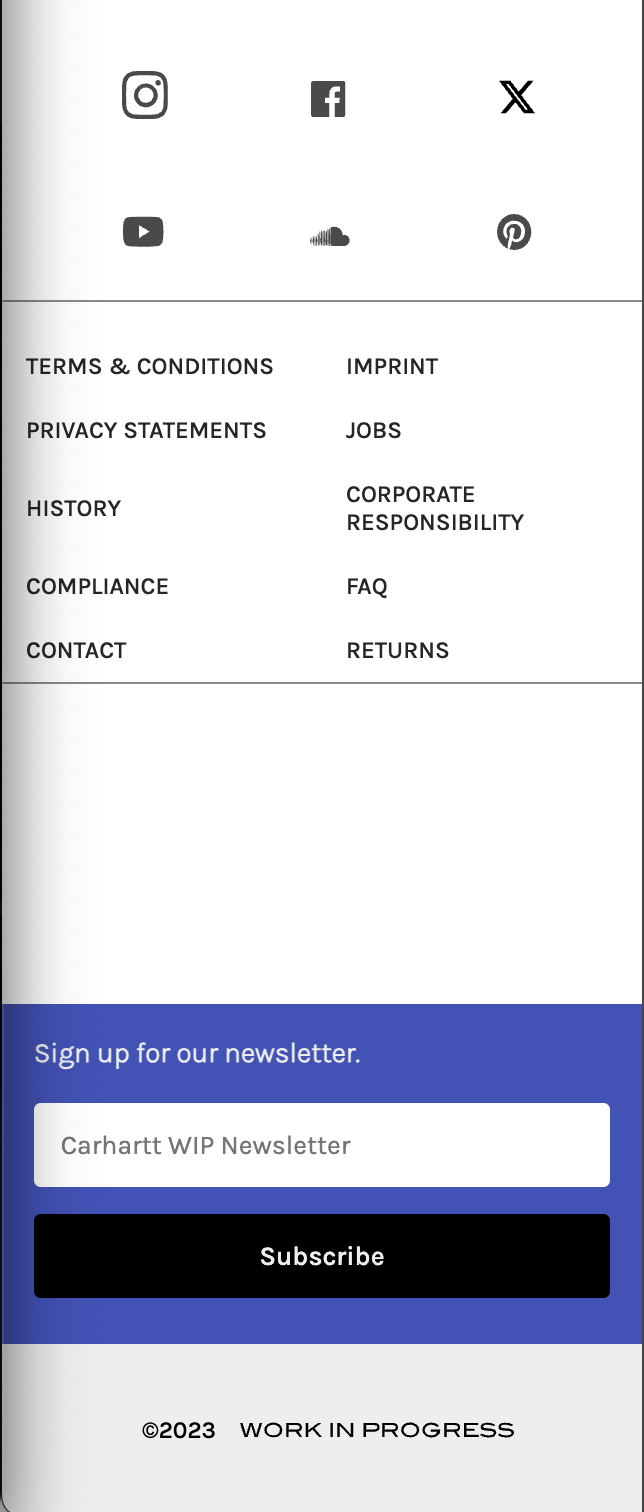 TERMS & CONDITIONS
IMPRINT
PRIVACY STATEMENTS
JOBS
HISTORY
CORPORATE
RESPONSIBILITY
COMPLIANCE
FAQ
CONTACT
RETURNS
Sign up for our newsletter.
Carhartt WIP Newsletter
Subscribe
©2023 WORK IN PROGRESS